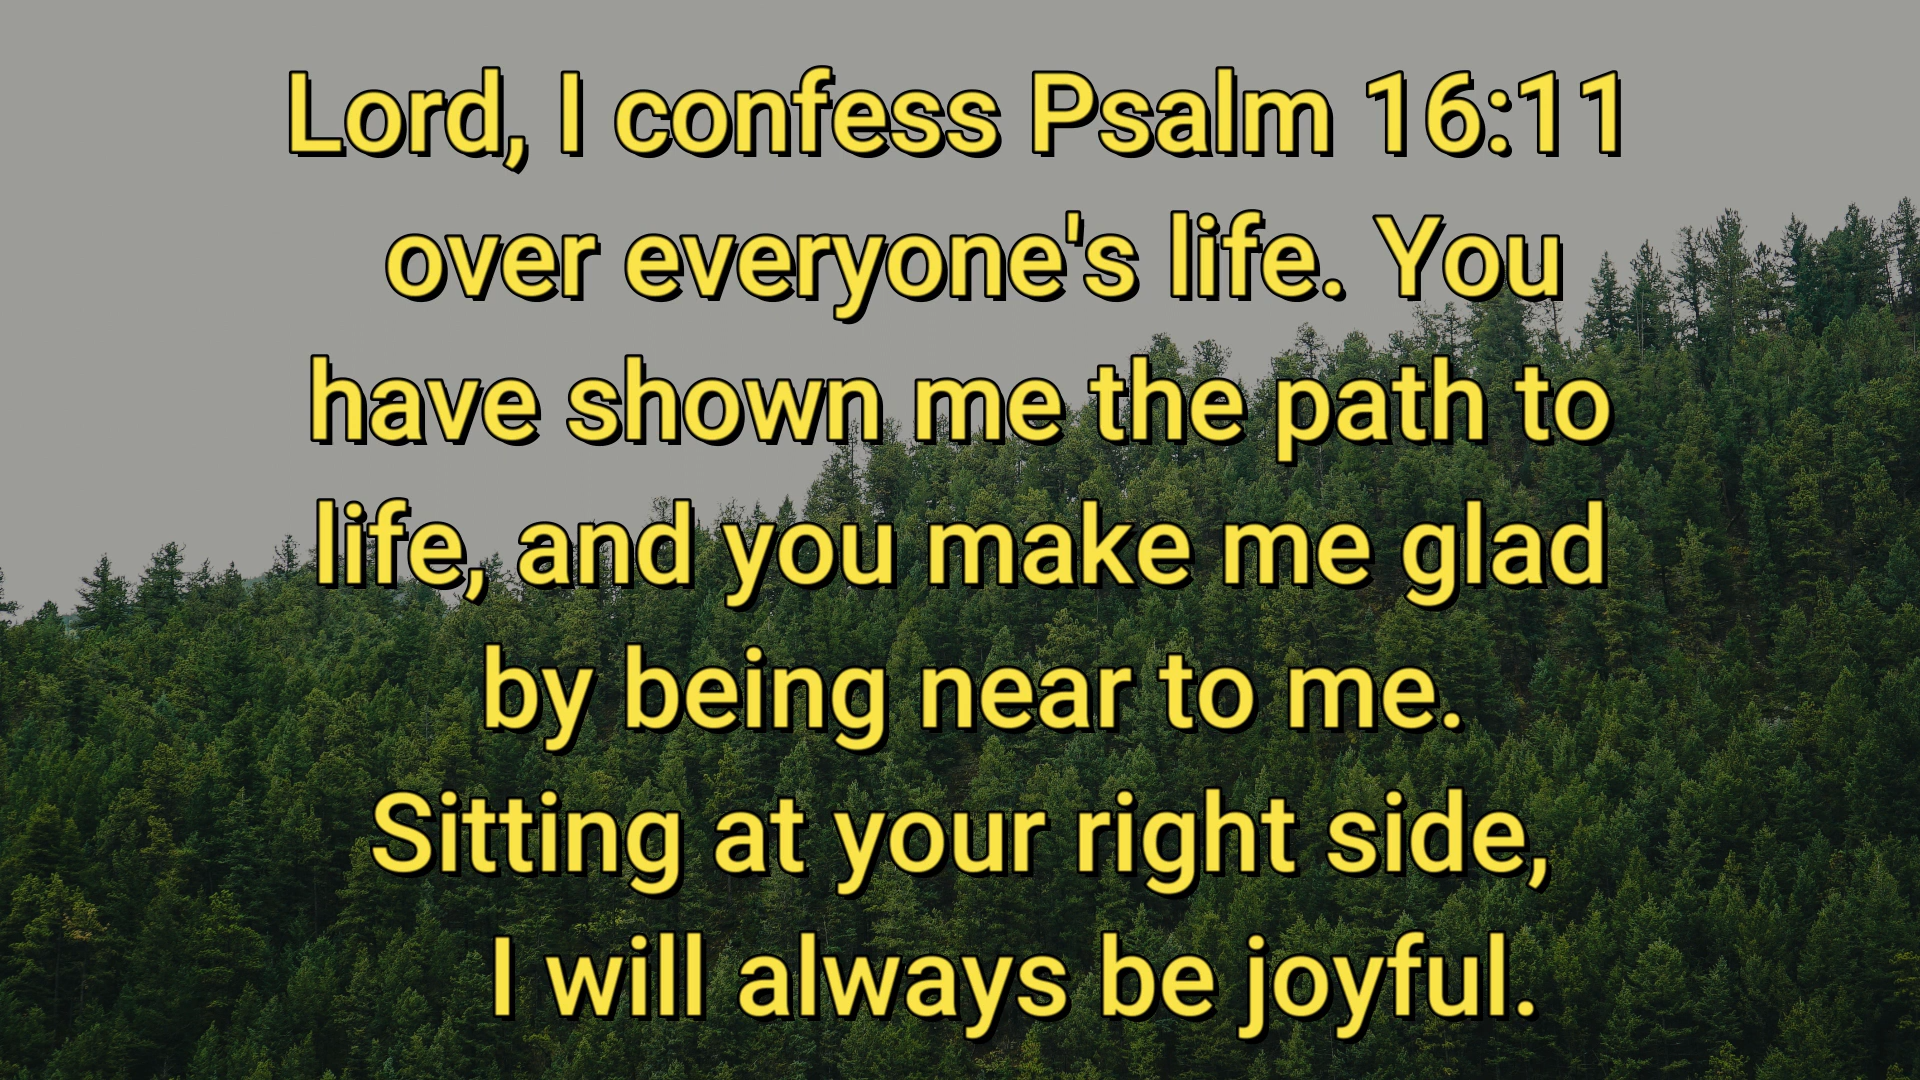 Lord, I confess Psalm 16:11
over everyone's life. You
have shown me the path to
life, and you make me glad
by being near to me.
Sitting at your right side,
I will always be joyful.